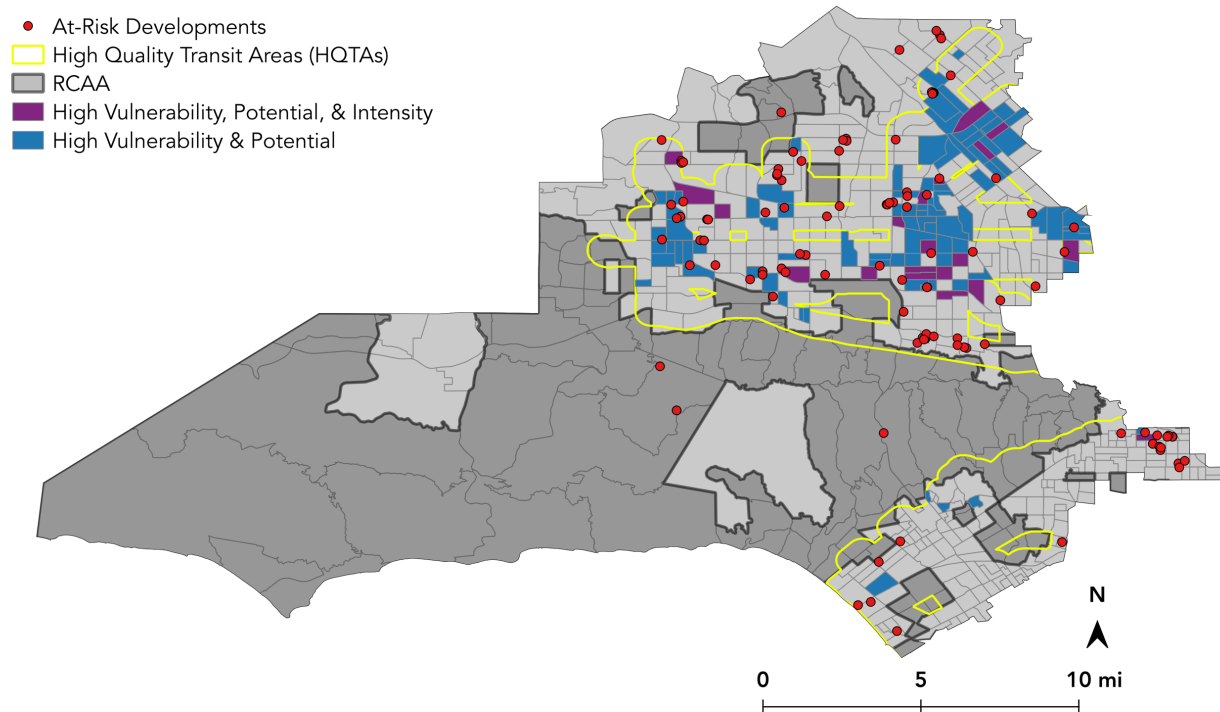 At-Risk Developments
High Quality Transit Areas (HQTAs)
RCAA
High Vulnerability, Potential, & Intensity
High Vulnerability & Potential
N
0 5 10 mi